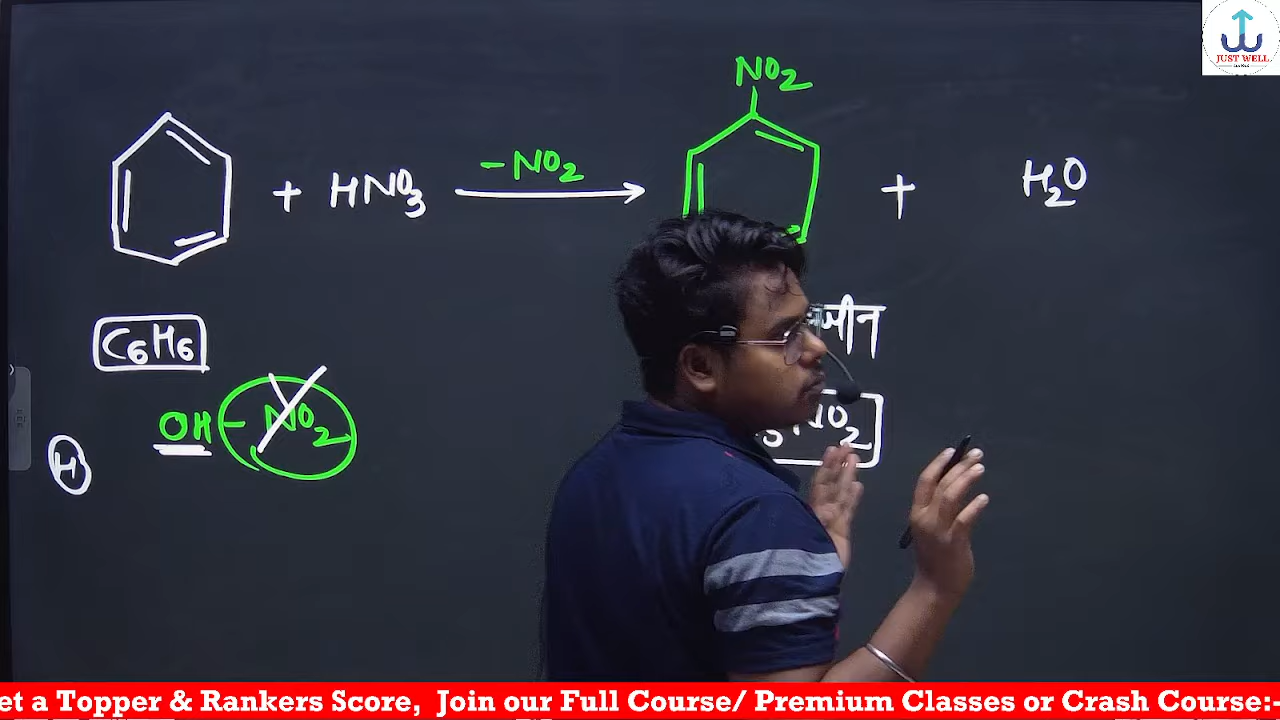 JUST WELL
NO₂
+ HNO₃ -NO₂ + H₂O
C₆H₆
OH - NO₂
H
NO₂
et a Topper & Rankers Score, Join our Full Course/ Premium Classes or Crash Course:-